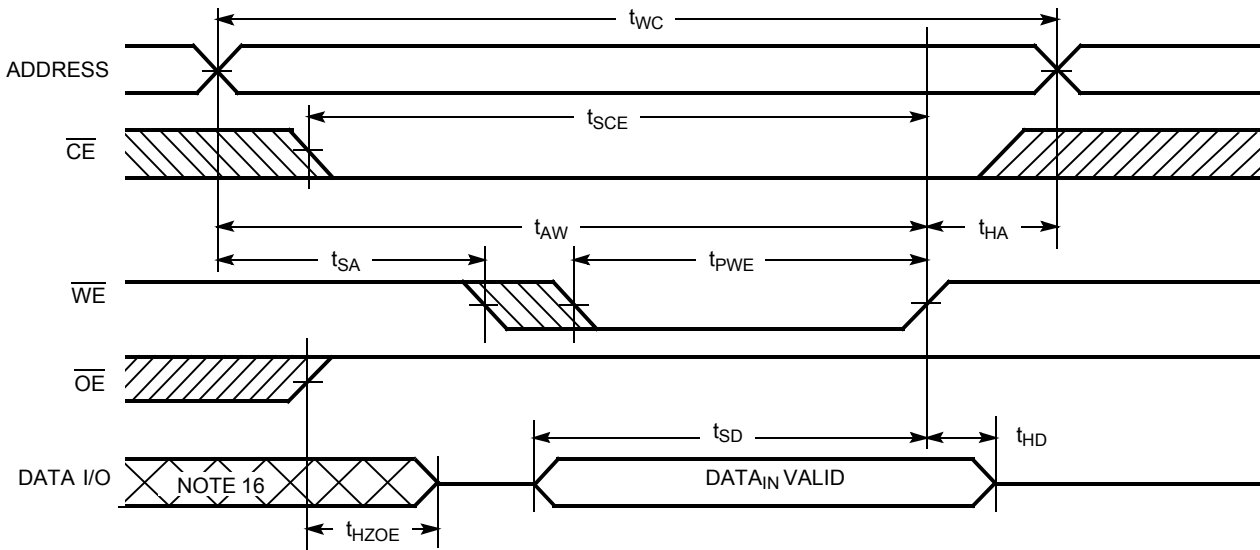 tWC
ADDRESS
tSCE
CE
tAW
tHA
tSA
tPWE
WE
OE
tSD
tHD
DATA I/O
NOTE 16
DATAIN VALID
tHZOE